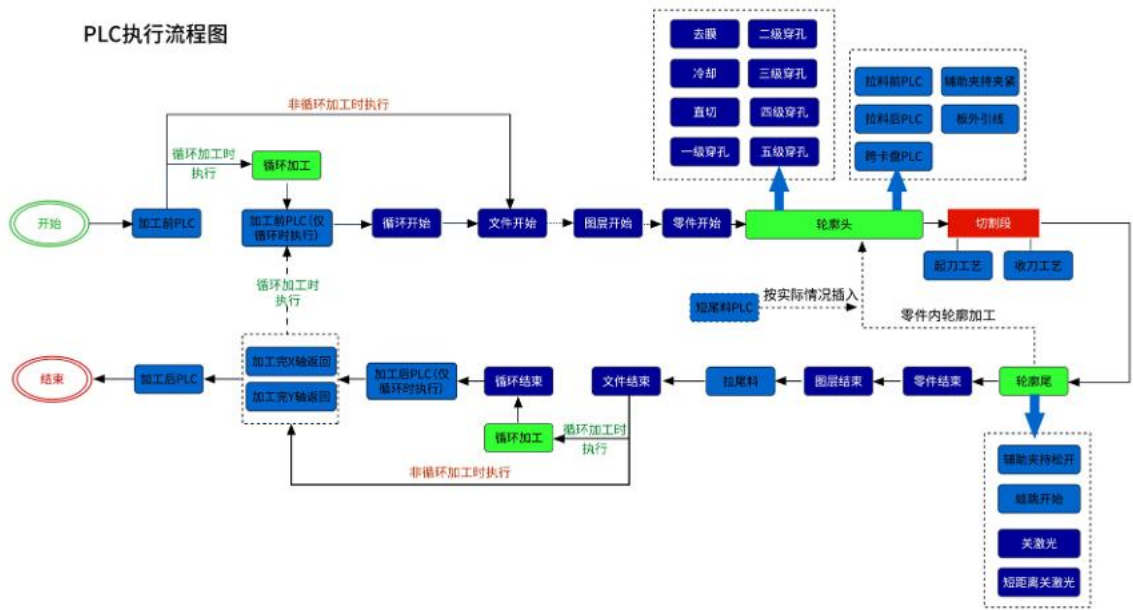 PLC执行流程图
去膜
二级穿孔
冷却
三级穿孔
直切
四级穿孔
一级穿孔
五级穿孔
拉料前PLC
辅助夹持夹紧
拉料后PLC
板外引线
跨卡盘PLC
非循环加工时执行
循环加工时
执行
循环加工
开始
加工前PLC
加工前PLC(仅
循环时执行)
循环开始
文件开始
图层开始
零件开始
轮廓头
切割段
起刀工艺
收刀工艺
循环加工时
执行
短尾料PLC
按实际情况插入
零件内轮廓加工
结束
加工后PLC
加工完X轴返回
加工完Y轴返回
加工后PLC(仅
循环时执行)
循环结束
文件结束
拉尾料
图层结束
零件结束
轮廓尾
循环加工
循环加工时
执行
非循环加工时执行
辅助夹持松开
蛙跳开始
关激光
短距离关激光